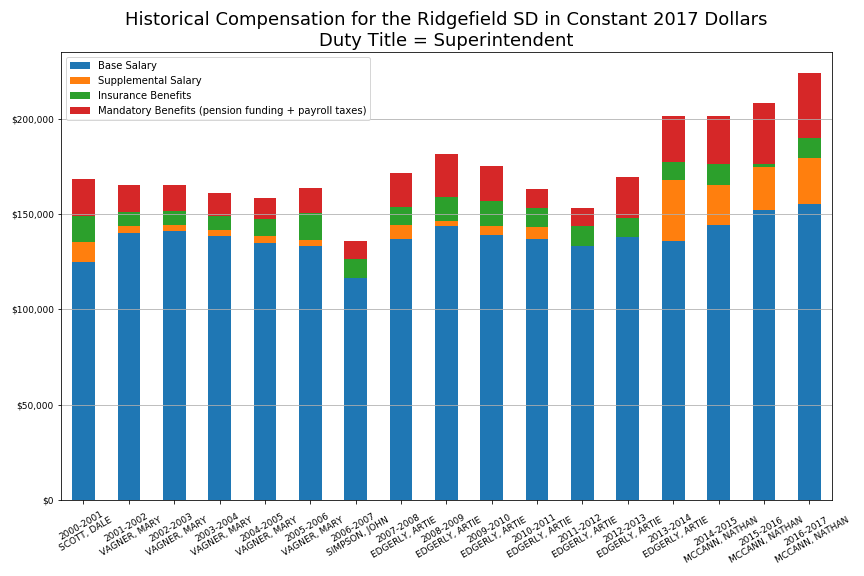 Historical Compensation for the Ridgefield SD in Constant 2017 Dollars
Duty Title = Superintendent
Base Salary
Supplemental Salary
Insurance Benefits
Mandatory Benefits (pension funding + payroll taxes)
$200,000
$150,000
$100,000
$50,000
$0
2000-2001
SCOTT, DALE
2001-2002
VAGNER, MARY
2002-2003
VAGNER, MARY
2003-2004
VAGNER, MARY
2004-2005
VAGNER, MARY
2005-2006
VAGNER, MARY
2006-2007
SIMPSON, JOHN
2007-2008
EDGERLY, ARTIE
2008-2009
EDGERLY, ARTIE
2009-2010
EDGERLY, ARTIE
2010-2011
EDGERLY, ARTIE
2011-2012
EDGERLY, ARTIE
2012-2013
EDGERLY, ARTIE
2013-2014
EDGERLY, ARTIE
2014-2015
MCCANN, NATHAN
2015-2016
MCCANN, NATHAN
2016-2017
MCCANN, NATHAN